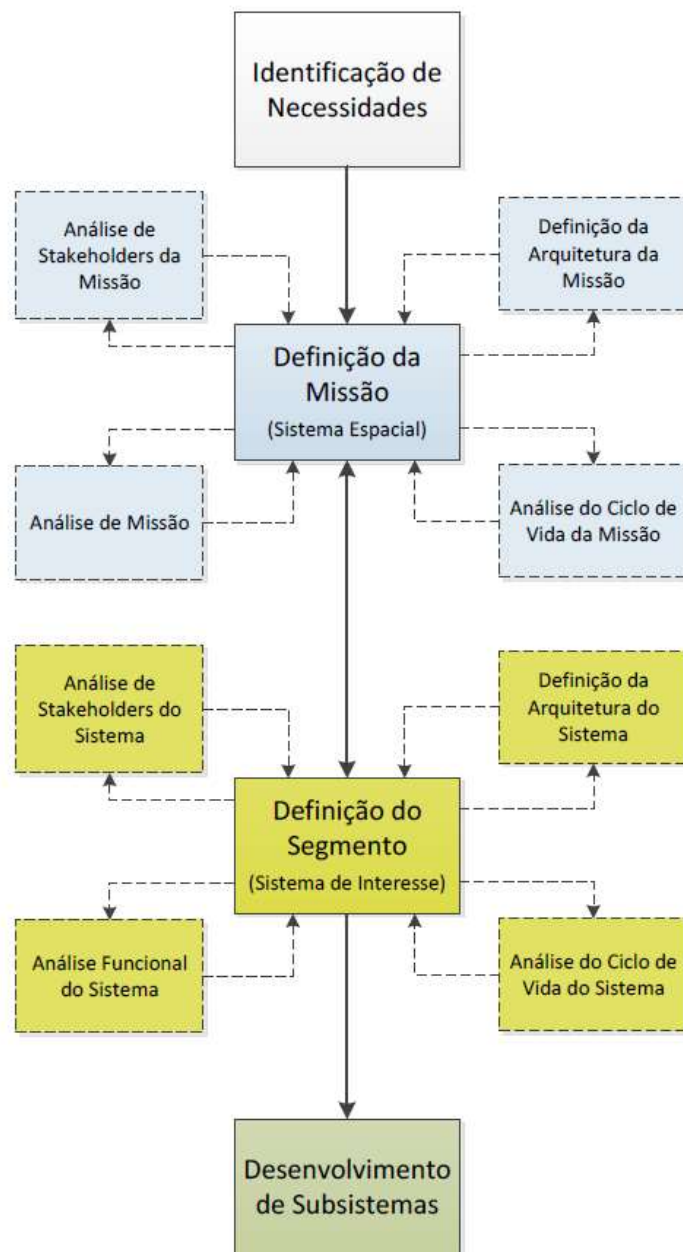 Identificação de
Necessidades
Análise de
Stakeholders da
Missão
Definição da
Arquitetura da
Missão
Definição da
Missão
(Sistema Espacial)
Análise de Missão
Análise do Ciclo de
Vida da Missão
Análise de
Stakeholders do
Sistema
Definição da
Arquitetura do
Sistema
Definição do
Segmento
(Sistema de Interesse)
Análise Funcional
do Sistema
Análise do Ciclo de
Vida do Sistema
Desenvolvimento
de Subsistemas